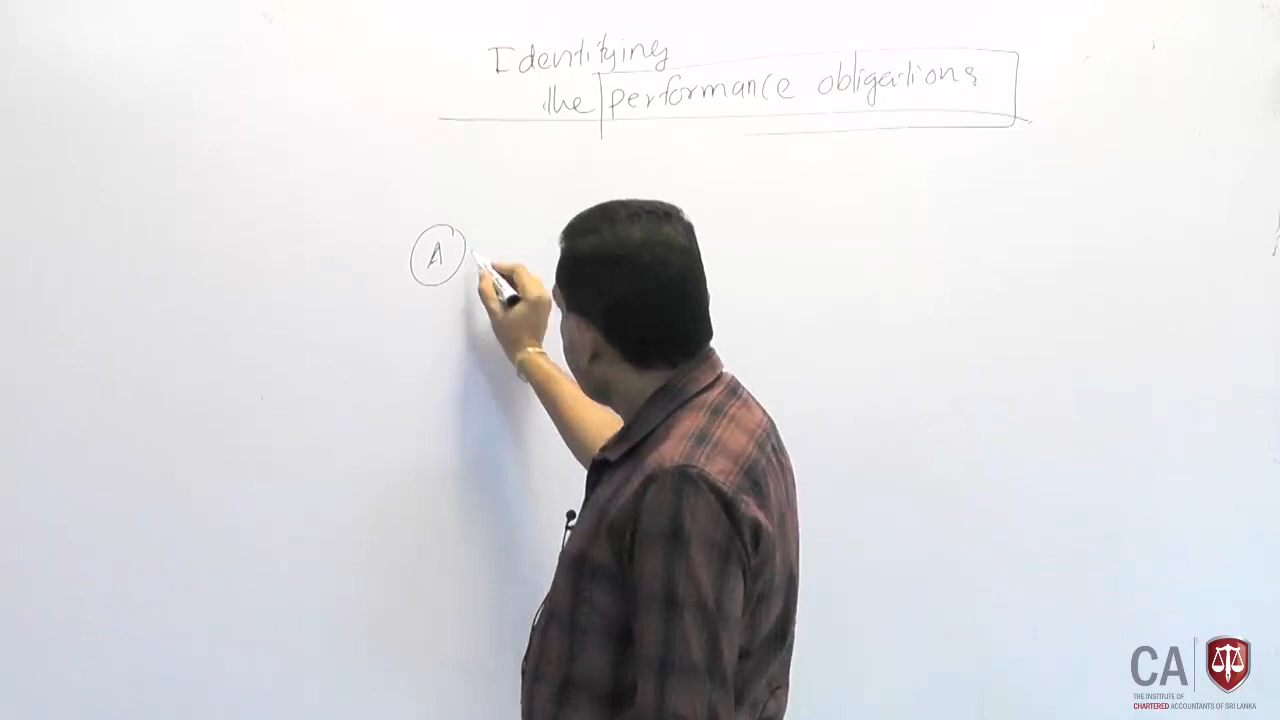 Identifying
the performance obligations
A
CA
THE INSTITUTE OF
CHARTERED ACCOUNTANTS OF SRI LANKA